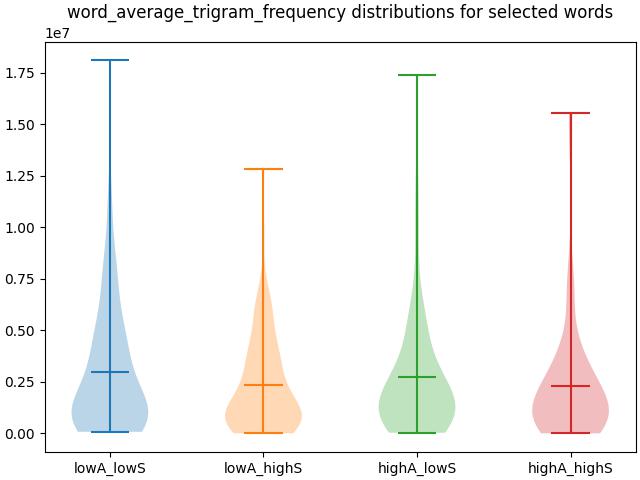 word_average_trigram_frequency distributions for selected words
1e7
1.75
1.50
1.25
1.00
0.75
0.50
0.25
0.00
lowA_lowS lowA_highS highA_lowS highA_highS